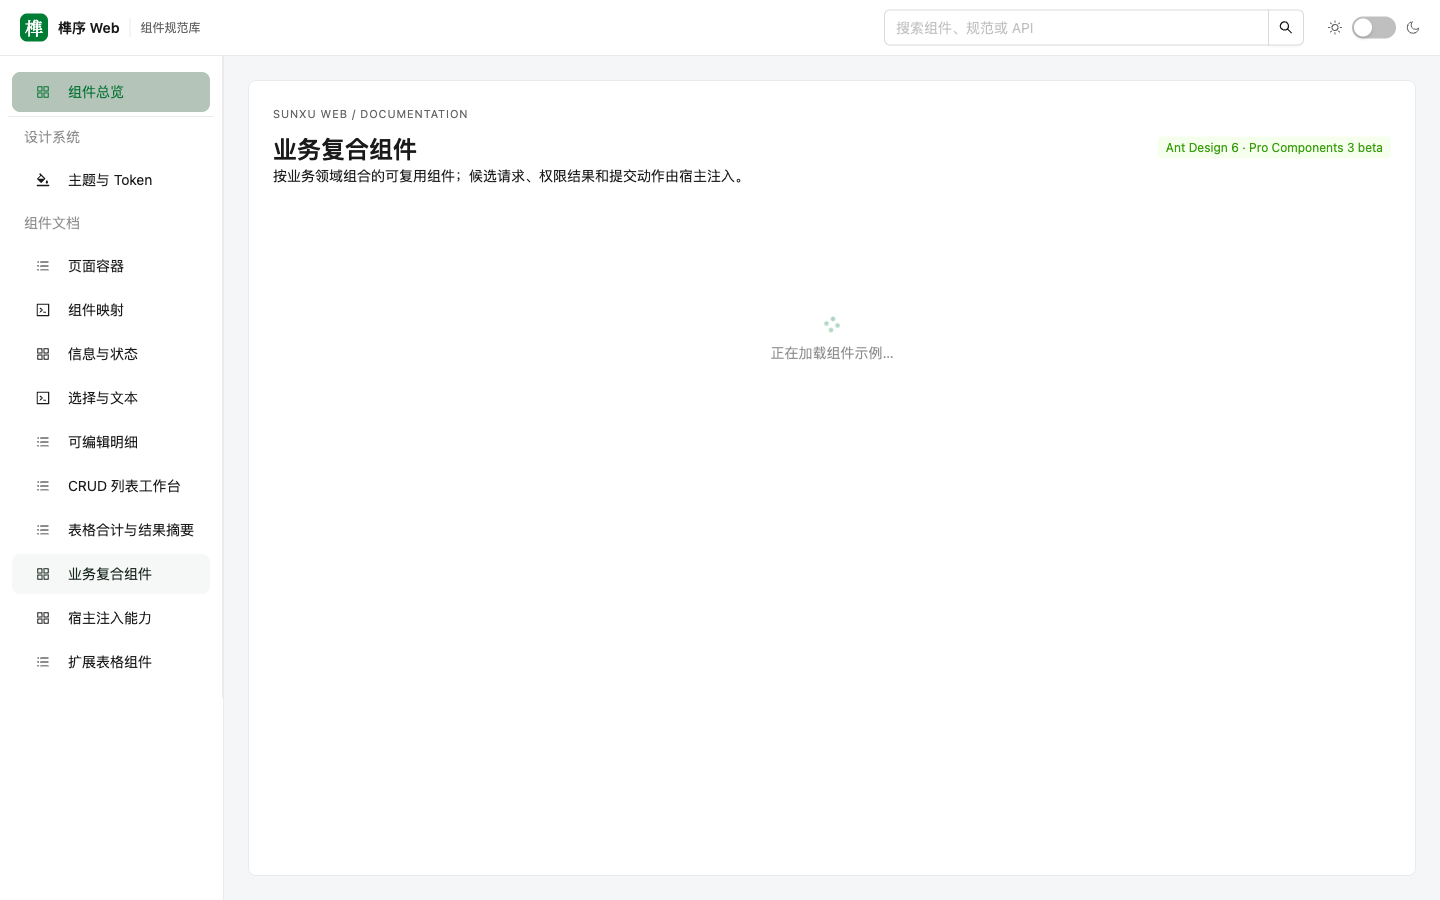 榫
榫序 Web
组件规范库
搜索组件、规范或 API
组件总览
设计系统
主题与 Token
组件文档
页面容器
组件映射
信息与状态
选择与文本
可编辑明细
CRUD 列表工作台
表格合计与结果摘要
业务复合组件
宿主注入能力
扩展表格组件
SUNXU WEB / DOCUMENTATION
业务复合组件
Ant Design 6 · Pro Components 3 beta
按业务领域组合的可复用组件；候选请求、权限结果和提交动作由宿主注入。
正在加载组件示例...